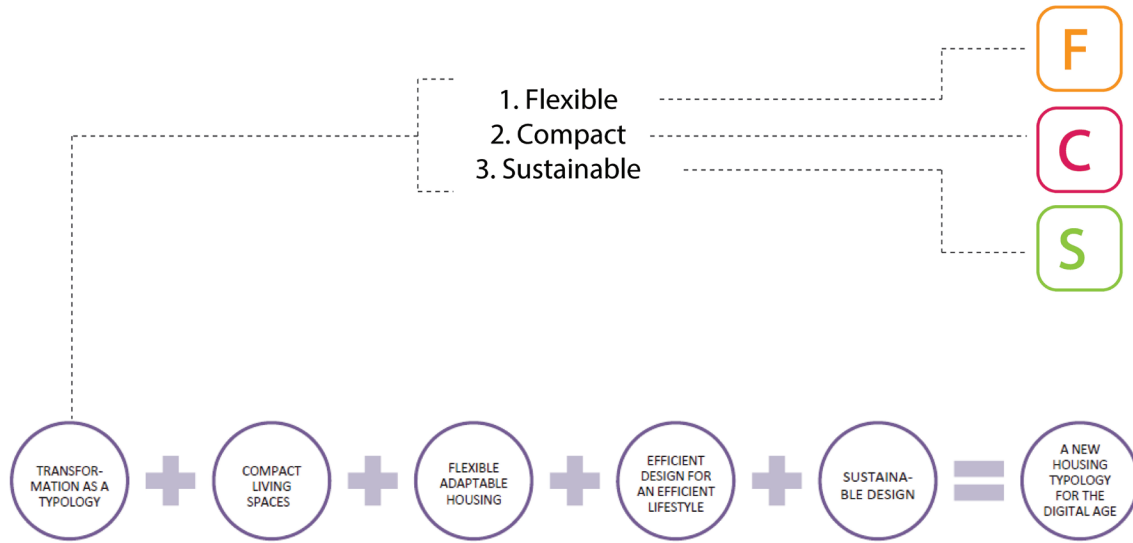 F
1. Flexible
2. Compact
C
3. Sustainable
S
TRANSFOR-
MATION AS A
TYPOLOGY
COMPACT
LIVING
SPACES
FLEXIBLE
ADAPTABLE
HOUSING
EFFICIENT
DESIGN FOR
AN EFFICIENT
LIFESTYLE
SUSTAINA-
BLE DESIGN
A NEW
HOUSING
TYPOLOGY
FOR THE
DIGITAL AGE